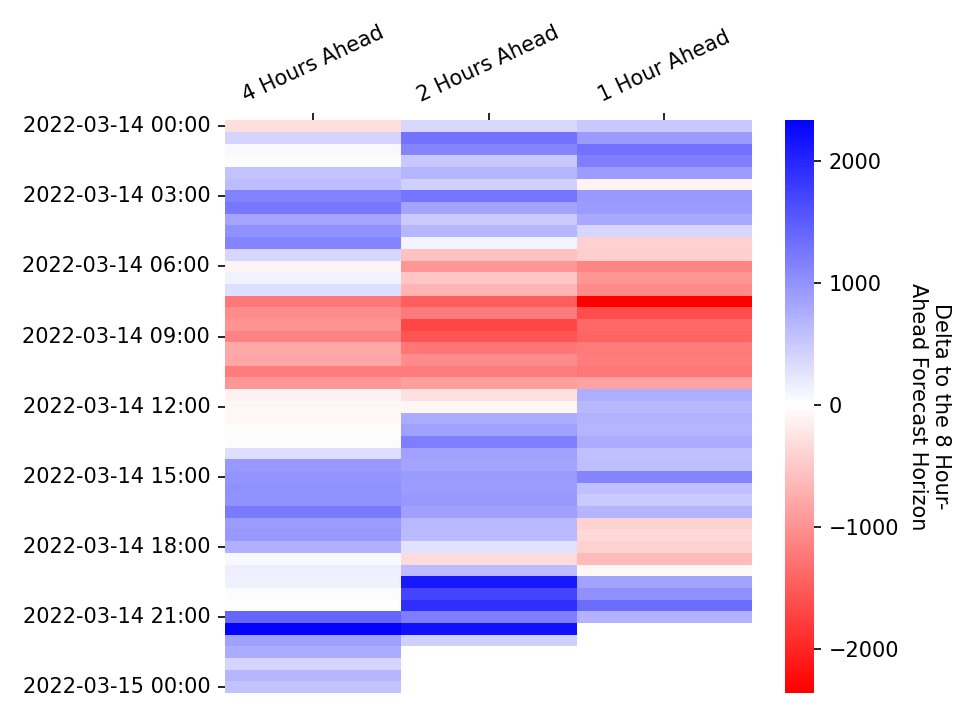 4 Hours Ahead
2 Hours Ahead
1 Hour Ahead
2022-03-14 00:00
2022-03-14 03:00
2022-03-14 06:00
2022-03-14 09:00
2022-03-14 12:00
2022-03-14 15:00
2022-03-14 18:00
2022-03-14 21:00
2022-03-15 00:00
2000
1000
0
−1000
−2000
Delta to the 8 Hour-
Ahead Forecast Horizon